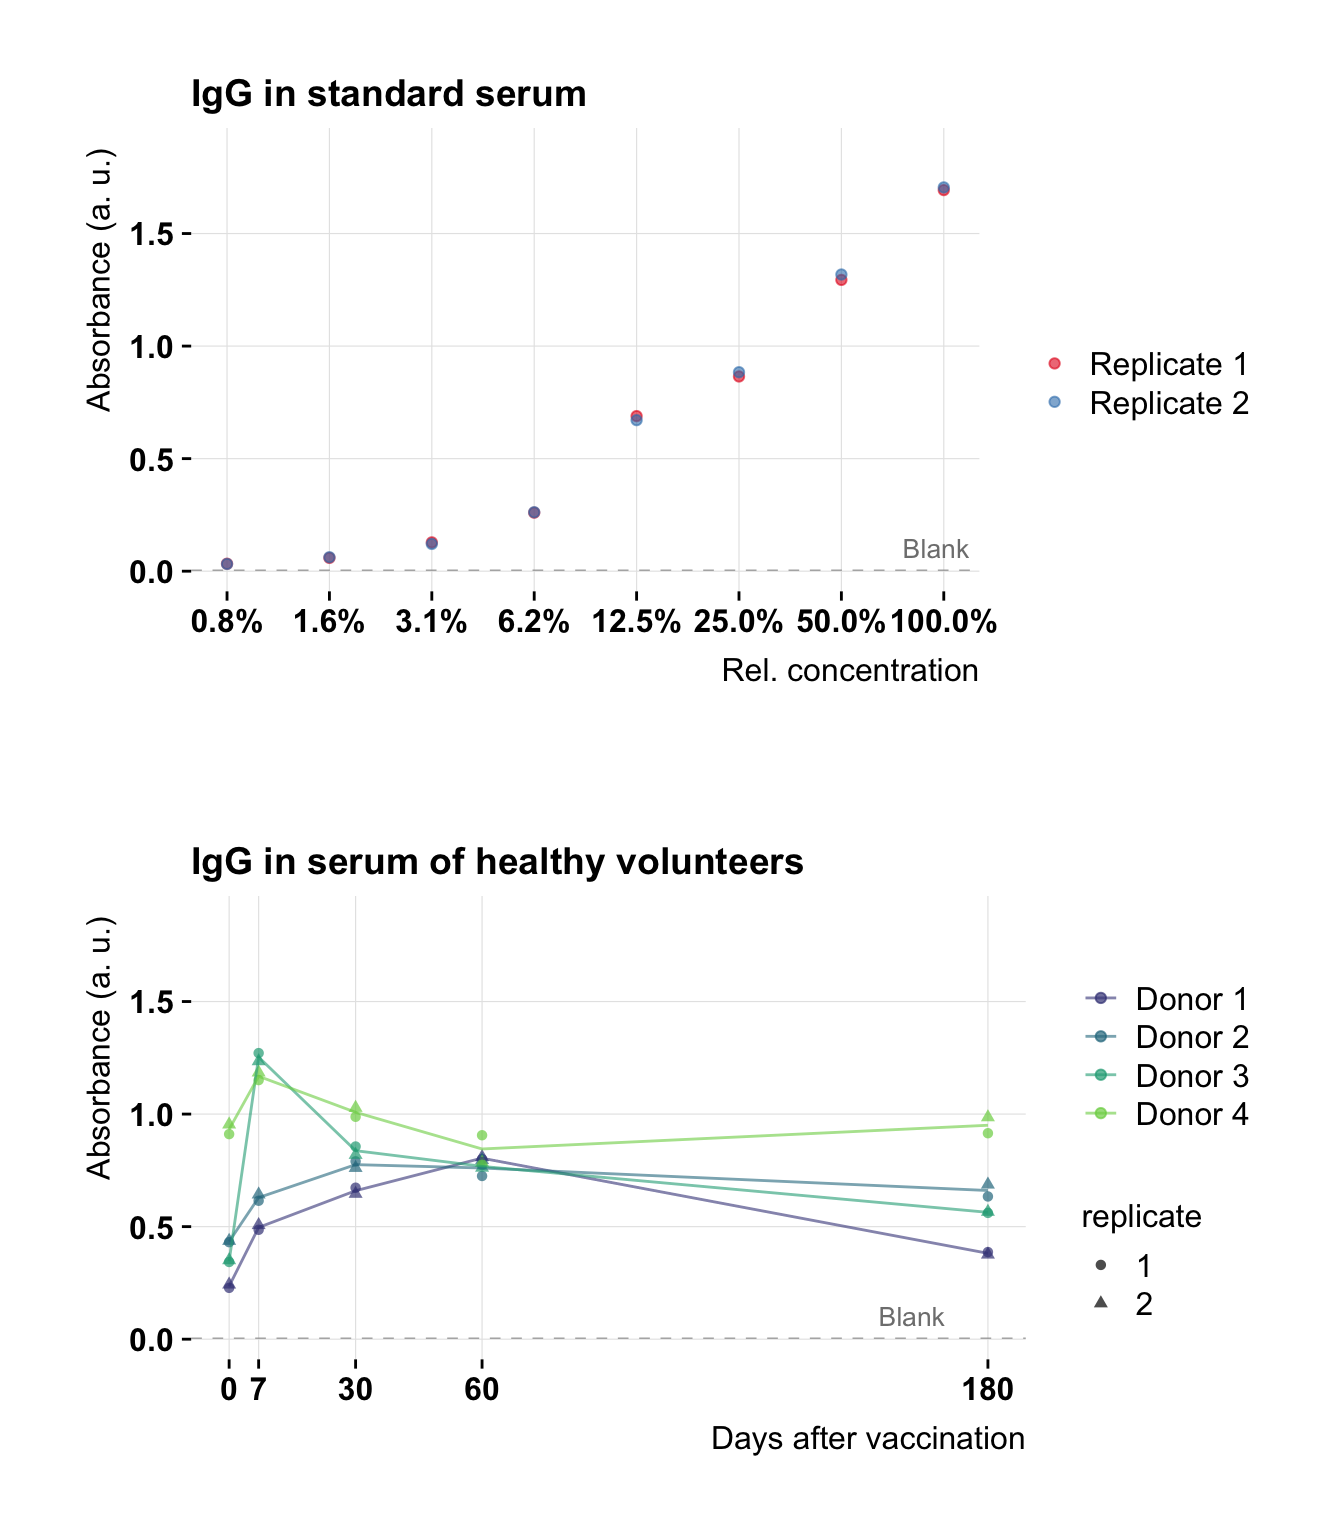 IgG in standard serum
Absorbance (a. u.)
1.5
1.0
0.5
0.0
Blank
0.8% 1.6% 3.1% 6.2% 12.5% 25.0% 50.0% 100.0%
Rel. concentration
Replicate 1
Replicate 2
IgG in serum of healthy volunteers
Absorbance (a. u.)
1.5
1.0
0.5
0.0
Blank
0 7 30 60 180
Days after vaccination
Donor 1
Donor 2
Donor 3
Donor 4
replicate
1
2